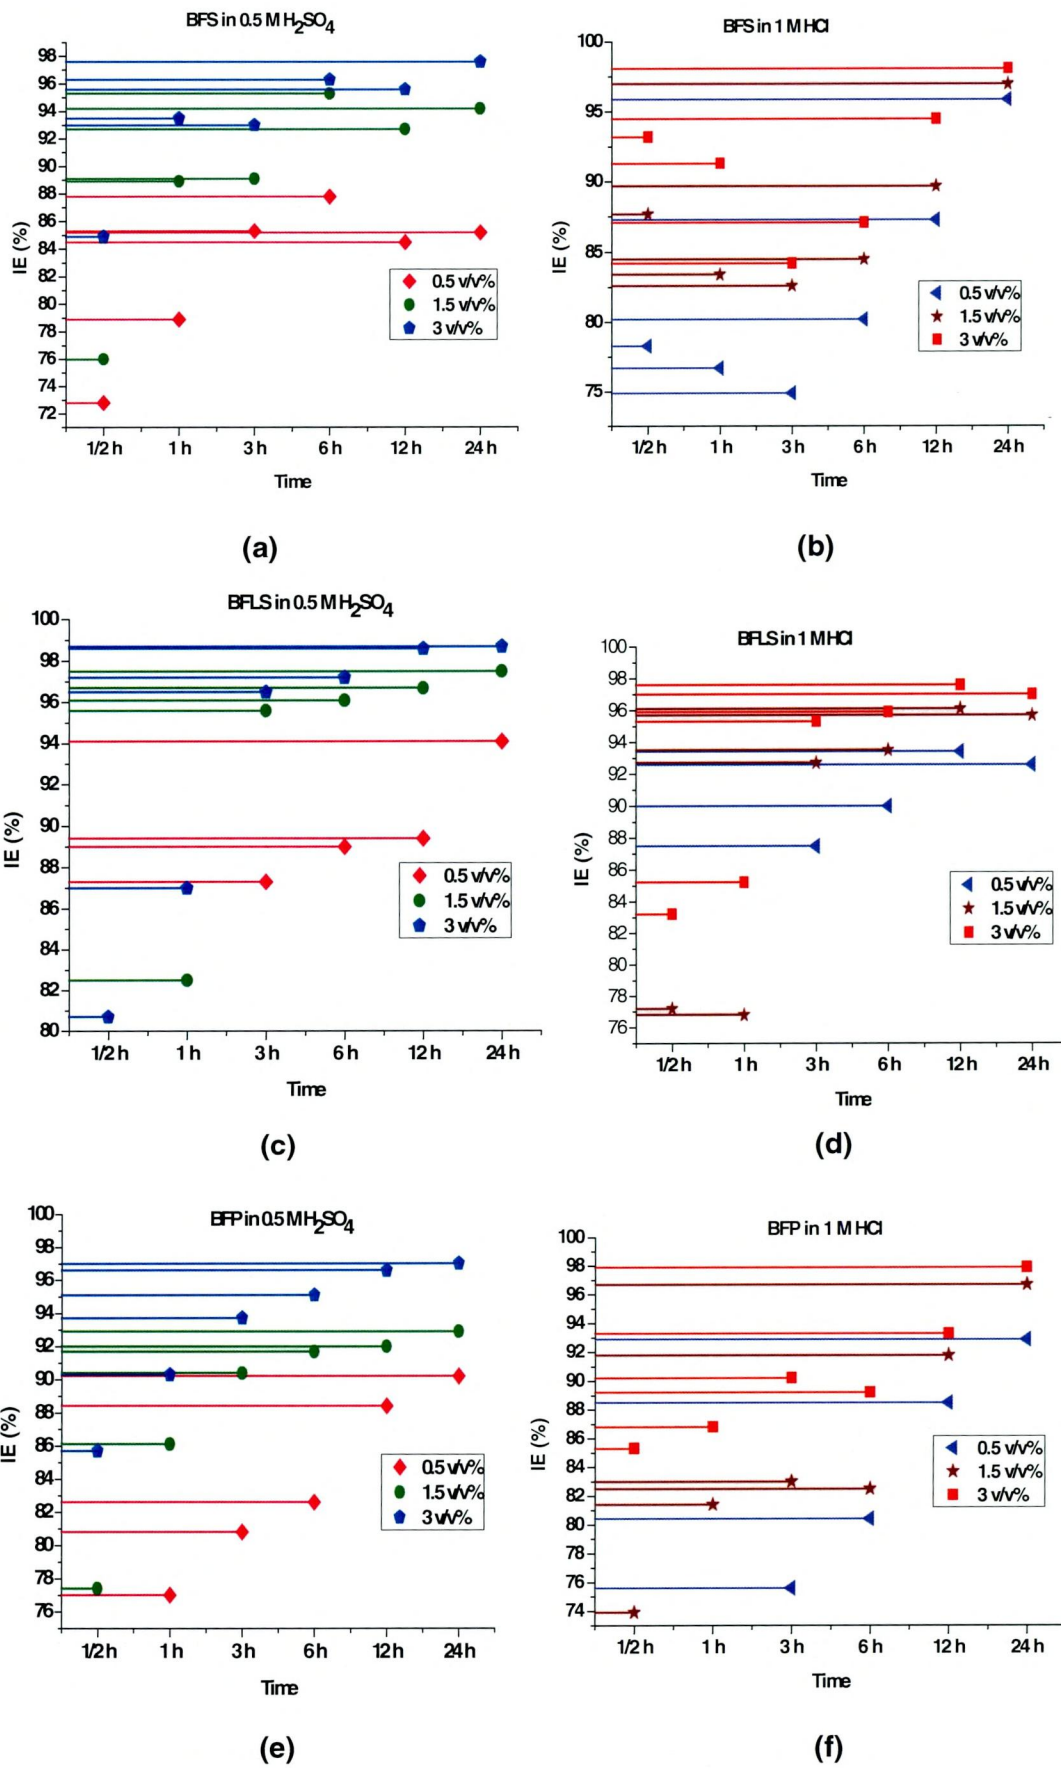 BFS in 0.5 M H2SO4
98
96
94
92
90
88
86
84
82
80
78
76
74
72
IE (%)
0.5 v/v%
1.5 v/v%
3 v/v%
1/2 h 1 h 3 h 6 h 12 h 24 h
Time
(a)
BFS in 1 M HCl
100
95
90
85
80
75
IE (%)
0.5 v/v%
1.5 v/v%
3 v/v%
1/2 h 1 h 3 h 6 h 12 h 24 h
Time
(b)
BFLS in 0.5 M H2SO4
100
98
96
94
92
90
88
86
84
82
80
IE (%)
0.5 v/v%
1.5 v/v%
3 v/v%
1/2 h 1 h 3 h 6 h 12 h 24 h
Time
(c)
BFLS in 1 M HCl
100
98
96
94
92
90
88
86
84
82
80
78
76
IE (%)
0.5 v/v%
1.5 v/v%
3 v/v%
1/2 h 1 h 3 h 6 h 12 h 24 h
Time
(d)
BFP in 0.5 M H2SO4
100
98
96
94
92
90
88
86
84
82
80
78
76
IE (%)
0.5 v/v%
1.5 v/v%
3 v/v%
1/2 h 1 h 3 h 6 h 12 h 24 h
Time
(e)
BFP in 1 M HCl
100
98
96
94
92
90
88
86
84
82
80
78
76
74
IE (%)
0.5 v/v%
1.5 v/v%
3 v/v%
1/2 h 1 h 3 h 6 h 12 h 24 h
Time
(f)